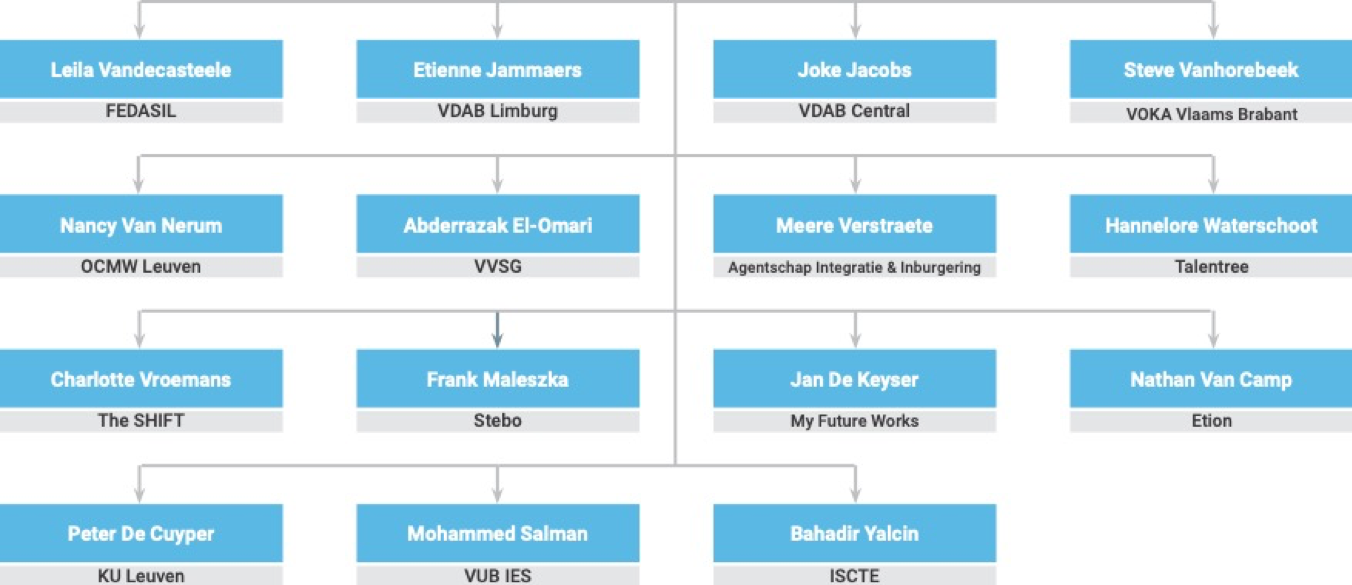 Leila Vandecasteele
FEDASIL
Etienne Jammaers
VDAB Limburg
Joke Jacobs
VDAB Central
Steve Vanhorebeek
VOKA Vlaams Brabant
Nancy Van Nerum
OCMW Leuven
Abderrazak El-Omari
VVSG
Meere Verstraete
Agentschap Integratie & Inburgering
Hannelore Waterschoot
Talentree
Charlotte Vroemans
The SHIFT
Frank Maleszka
Stebo
Jan De Keyser
My Future Works
Nathan Van Camp
Etion
Peter De Cuyper
KU Leuven
Mohammed Salman
VUB IES
Bahadir Yalcin
ISCTE